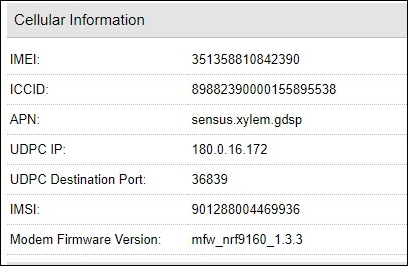 Cellular Information
IMEI: 351358810842390
ICCID: 89882390000155895538
APN: sensus.xylem.gdsp
UDPC IP: 180.0.16.172
UDPC Destination Port: 36839
IMSI: 901288004469936
Modem Firmware Version: mfw_nrf9160_1.3.3